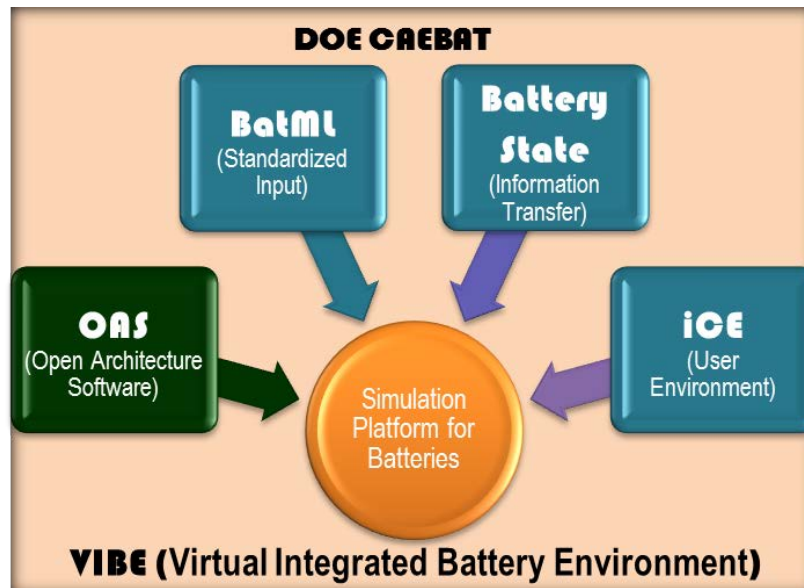 DOE CAEBAT
BatML
(Standardized
Input)
Battery
State
(Information
Transfer)
OAS
(Open Architecture
Software)
iCE
(User
Environment)
Simulation
Platform for
Batteries
VIBE (Virtual Integrated Battery Environment)